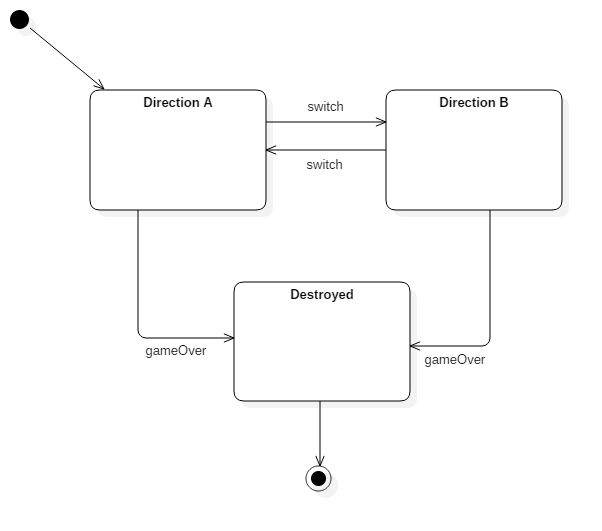 Direction A
Direction B
switch
switch
Destroyed
gameOver
gameOver